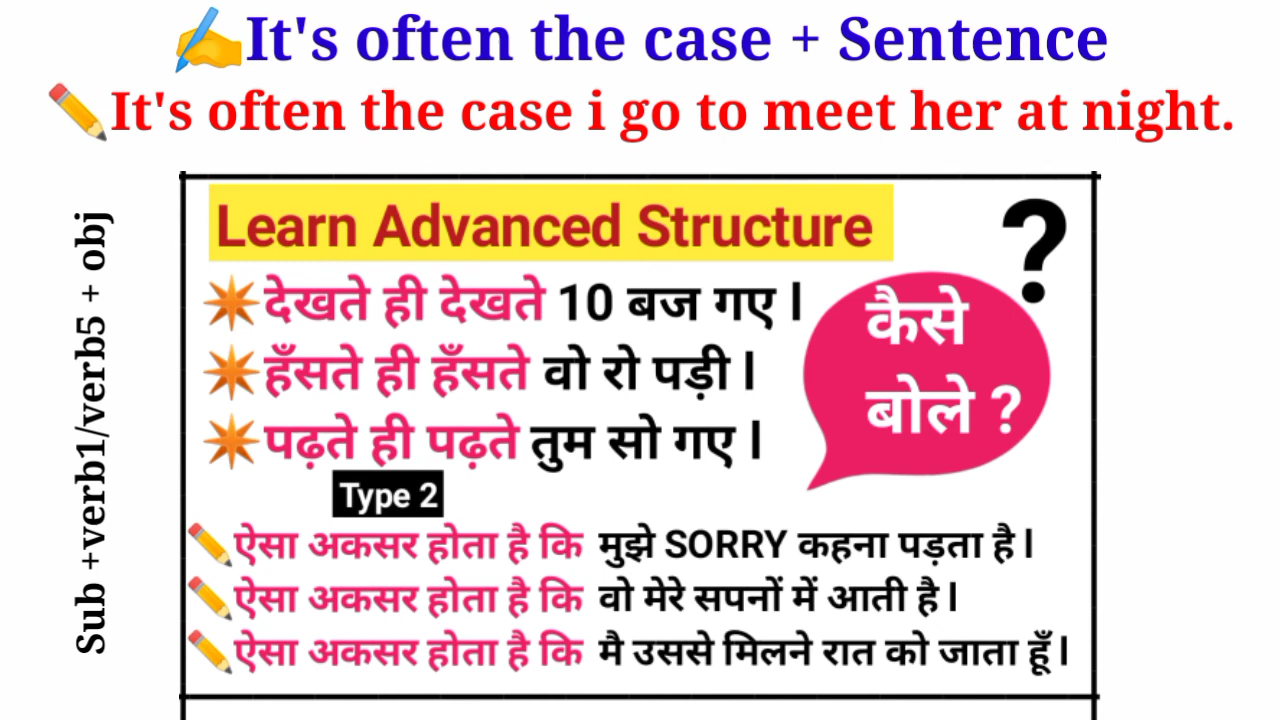 ✍️It's often the case + Sentence
✏️It's often the case i go to meet her at night.
Sub +verb1/verb5 + obj
Learn Advanced Structure
?
देखते ही देखते 10 बज गए l
हँसते ही हँसते वो रो पड़ी l
पढ़ते ही पढ़ते तुम सो गए l
कैसे
बोले ?
Type 2
✏️ऐसा अकसर होता है कि मुझे SORRY कहना पड़ता है l
✏️ऐसा अकसर होता है कि वो मेरे सपनों में आती है l
✏️ऐसा अकसर होता है कि मै उससे मिलने रात को जाता हूँ l